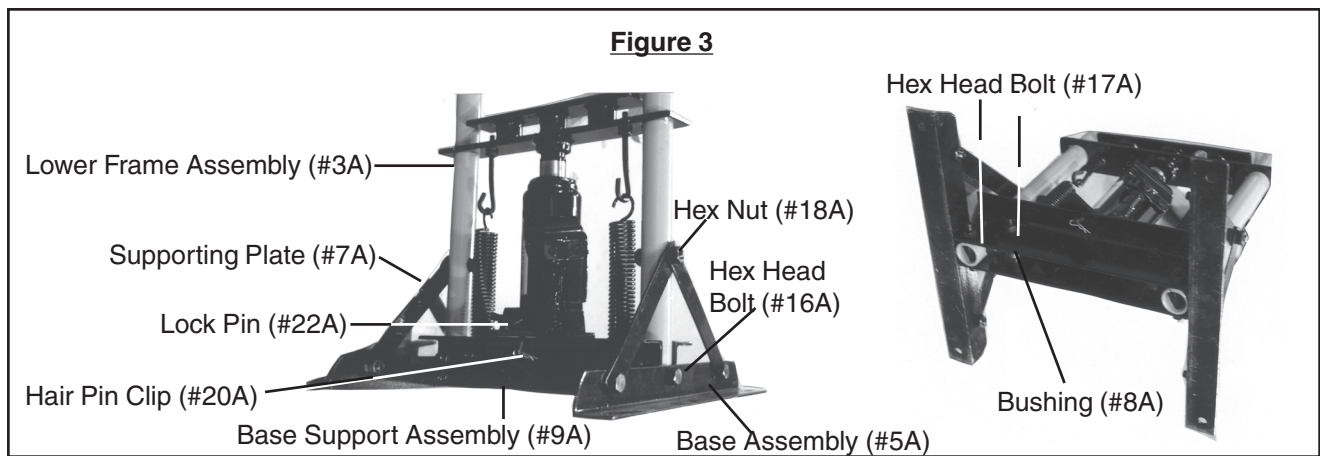 Figure 3
Hex Head Bolt (#17A)
Lower Frame Assembly (#3A)
Hex Nut (#18A)
Supporting Plate (#7A)
Hex Head
Bolt (#16A)
Lock Pin (#22A)
Hair Pin Clip (#20A)
Bushing (#8A)
Base Support Assembly (#9A)
Base Assembly (#5A)